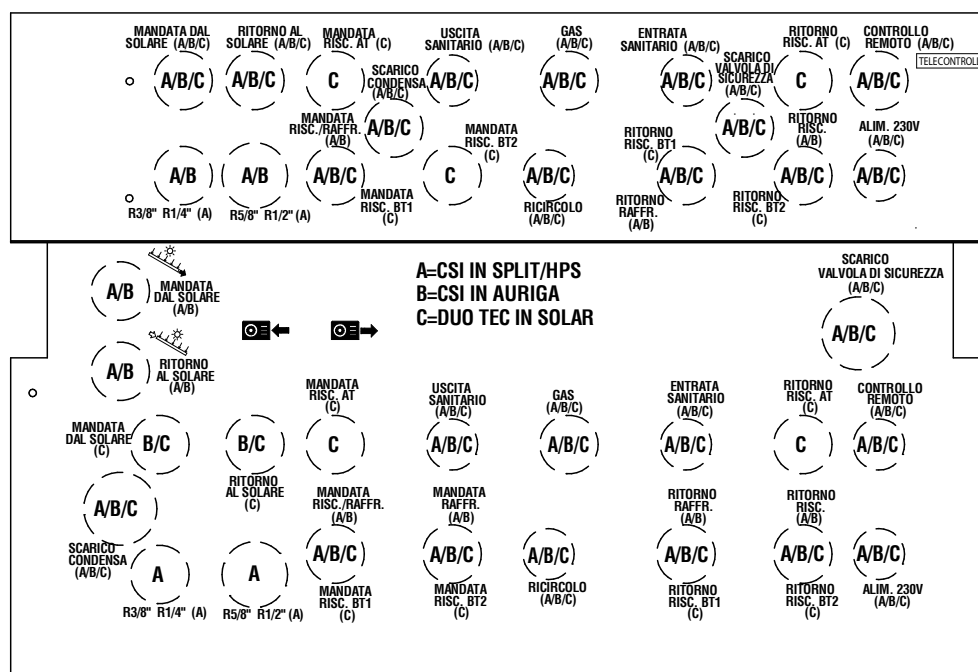 MANDATA DAL
SOLARE (A/B/C)
RITORNO AL
SOLARE (A/B/C)
MANDATA
RISC. AT (C)
USCITA
SANITARIO (A/B/C)
GAS
(A/B/C)
ENTRATA
SANITARIO (A/B/C)
RITORNO
RISC. AT (C)
CONTROLLO
REMOTO (A/B/C)
TELECONTROLL
A/B/C
A/B/C
C
SCARICO
CONDENSA
(A/B/C)
A/B/C
A/B/C
A/B/C
SCARICO
VALVOLA DI
SICUREZZA
(A/B/C)
C
A/B/C
MANDATA
RISC./RAFFR.
(A/B)
A/B/C
MANDATA
RISC. BT2
(C)
RITORNO
RISC. BT1
(C)
A/B/C
RITORNO
RISC.
(A/B)
ALIM. 230V
(A/B/C)
A/B
A/B
A/B/C
C
A/B/C
A/B/C
A/B/C
A/B/C
R3/8" R1/4" (A)
R5/8" R1/2" (A)
MANDATA
RISC. BT1
(C)
RICIRCOLO
(A/B/C)
RITORNO
RAFFR.
(A/B)
RITORNO
RISC. BT2
(C)
A/B
MANDATA
DAL SOLARE
(A/B)
A=CSI IN SPLIT/HPS
B=CSI IN AURIGA
C=DUO TEC IN SOLAR
SCARICO
VALVOLA DI SICUREZZA
(A/B/C)
A/B/C
A/B
RITORNO
AL SOLARE
(A/B)
MANDATA
RISC. AT
(C)
USCITA
SANITARIO
(A/B/C)
GAS
(A/B/C)
ENTRATA
SANITARIO
(A/B/C)
RITORNO
RISC. AT
(C)
CONTROLLO
REMOTO
(A/B/C)
MANDATA
DAL SOLARE
(C)
B/C
B/C
C
A/B/C
A/B/C
A/B/C
C
A/B/C
RITORNO
AL SOLARE
(C)
A/B/C
MANDATA
RISC./RAFFR.
(A/B)
MANDATA
RAFFR.
(A/B)
RITORNO
RAFFR.
(A/B)
RITORNO
RISC.
(A/B)
SCARICO
CONDENSA
(A/B/C)
A
A
A/B/C
A/B/C
A/B/C
A/B/C
A/B/C
A/B/C
R3/8" R1/4" (A)
R5/8" R1/2" (A)
MANDATA
RISC. BT1
(C)
MANDATA
RISC. BT2
(C)
RICIRCOLO
(A/B/C)
RITORNO
RISC. BT1
(C)
RITORNO
RISC. BT2
(C)
ALIM. 230V
(A/B/C)